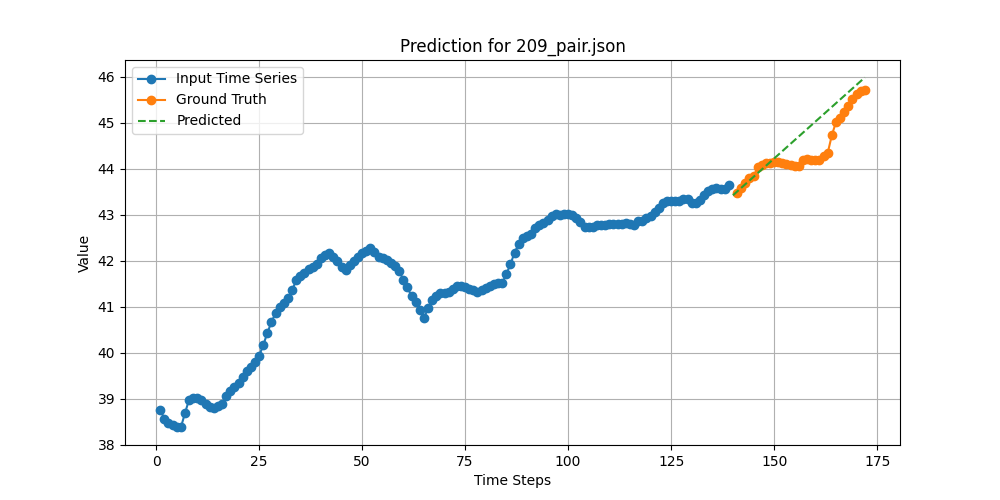 Prediction for 209_pair.json
Input Time Series
Ground Truth
Predicted
46
45
44
43
42
41
40
39
38
Value
0 25 50 75 100 125 150 175
Time Steps